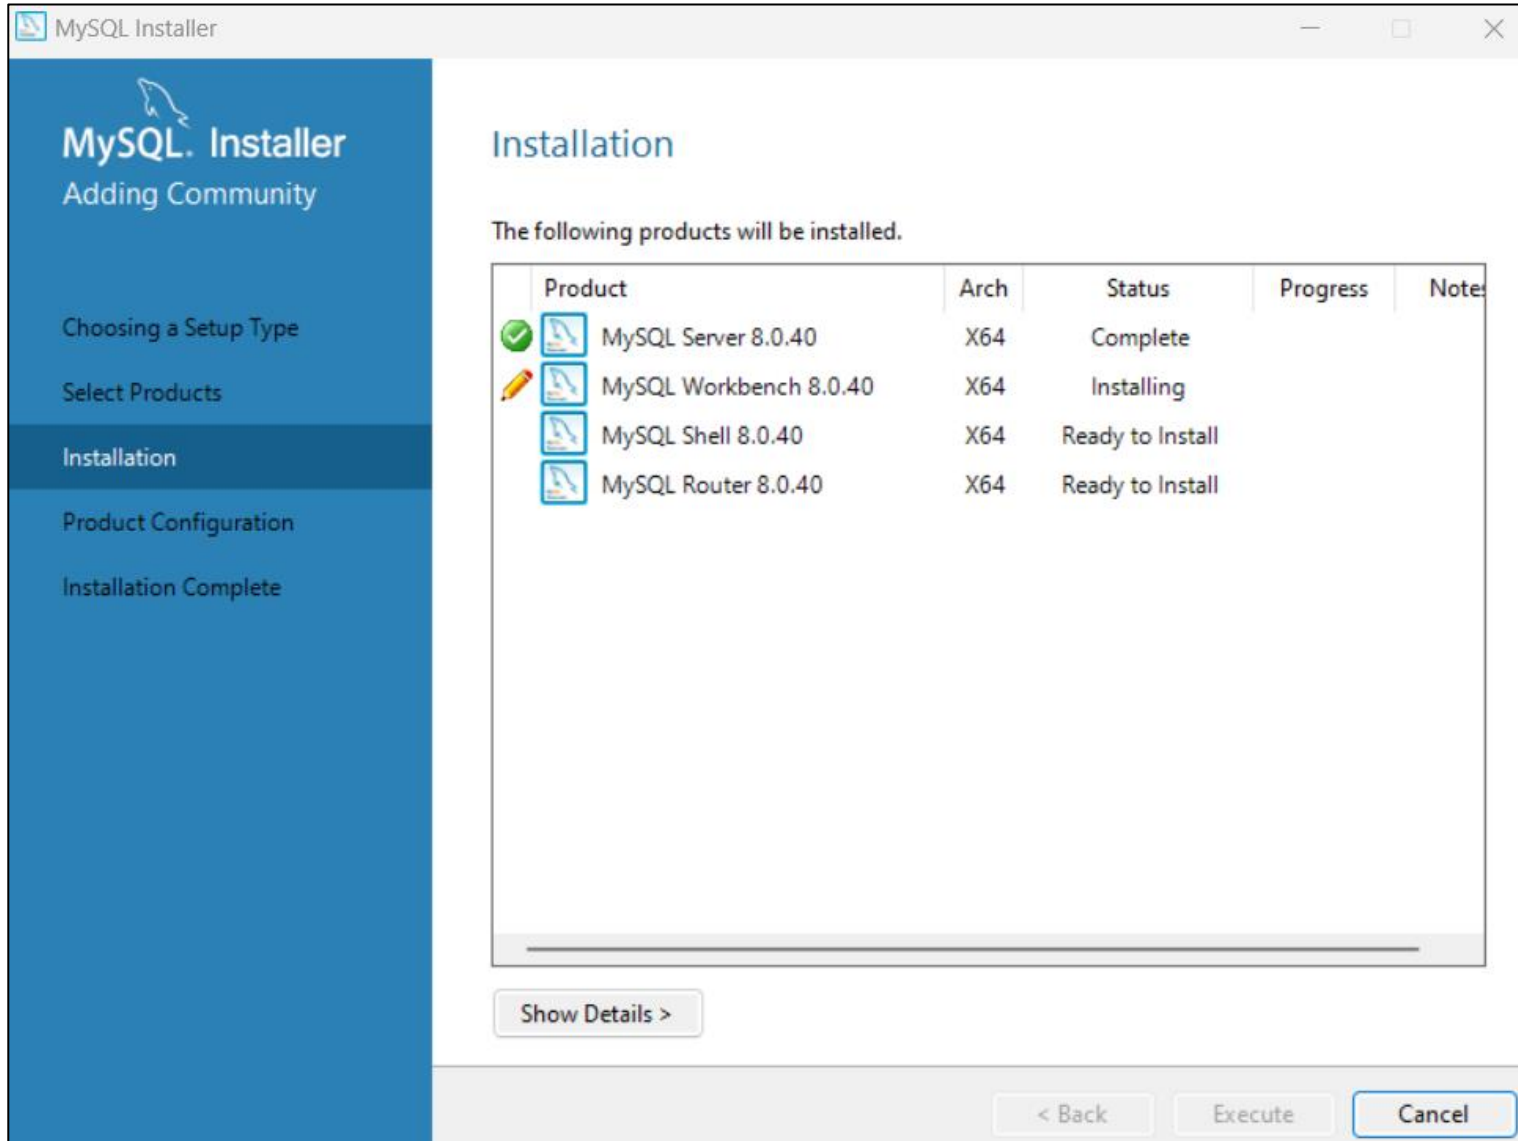 MySQL Installer
MySQL. Installer
Adding Community
Choosing a Setup Type
Select Products
Installation
Product Configuration
Installation Complete
Installation
The following products will be installed.
Product Arch Status Progress Notes
MySQL Server 8.0.40 X64 Complete
MySQL Workbench 8.0.40 X64 Installing
MySQL Shell 8.0.40 X64 Ready to Install
MySQL Router 8.0.40 X64 Ready to Install
Show Details >
< Back Execute Cancel